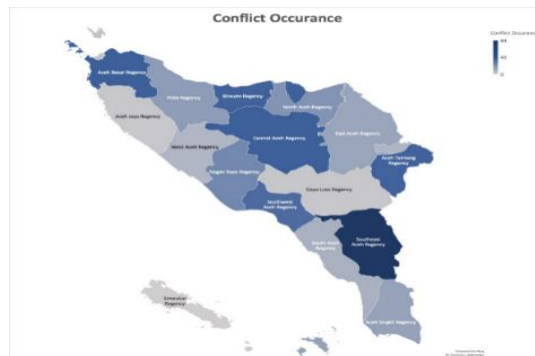 Conflict Occurance
Conflict Occurance
Aceh Besar Regency
Pidie Regency
Bireuen Regency
North Aceh Regency
Aceh Jaya Regency
Central Aceh Regency
East Aceh Regency
West Aceh Regency
Aceh Tamiang
Regency
Nagan Raya Regency
Gayo Lues Regency
Southwest
Aceh Regency
Southeast
Aceh Regency
South Aceh
Regency
Simeulue
Regency
Aceh Singkil Regency